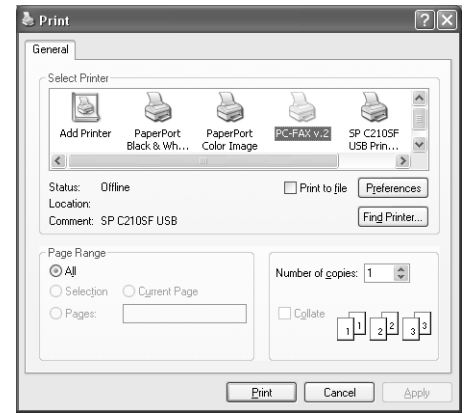 Print
General
Select Printer
Add Printer
PaperPort
Black & Wh...
PaperPort
Color Image
PC-FAX v.2
SP C210SF
USB Prin...
Status: Offline
Print to file
Preferences
Location:
Comment: SP C210SF USB
Find Printer...
Page Range
All
Selection
Current Page
Pages:
Number of copies: 1
Collate
1 1 2 2 3 3
Print
Cancel
Apply